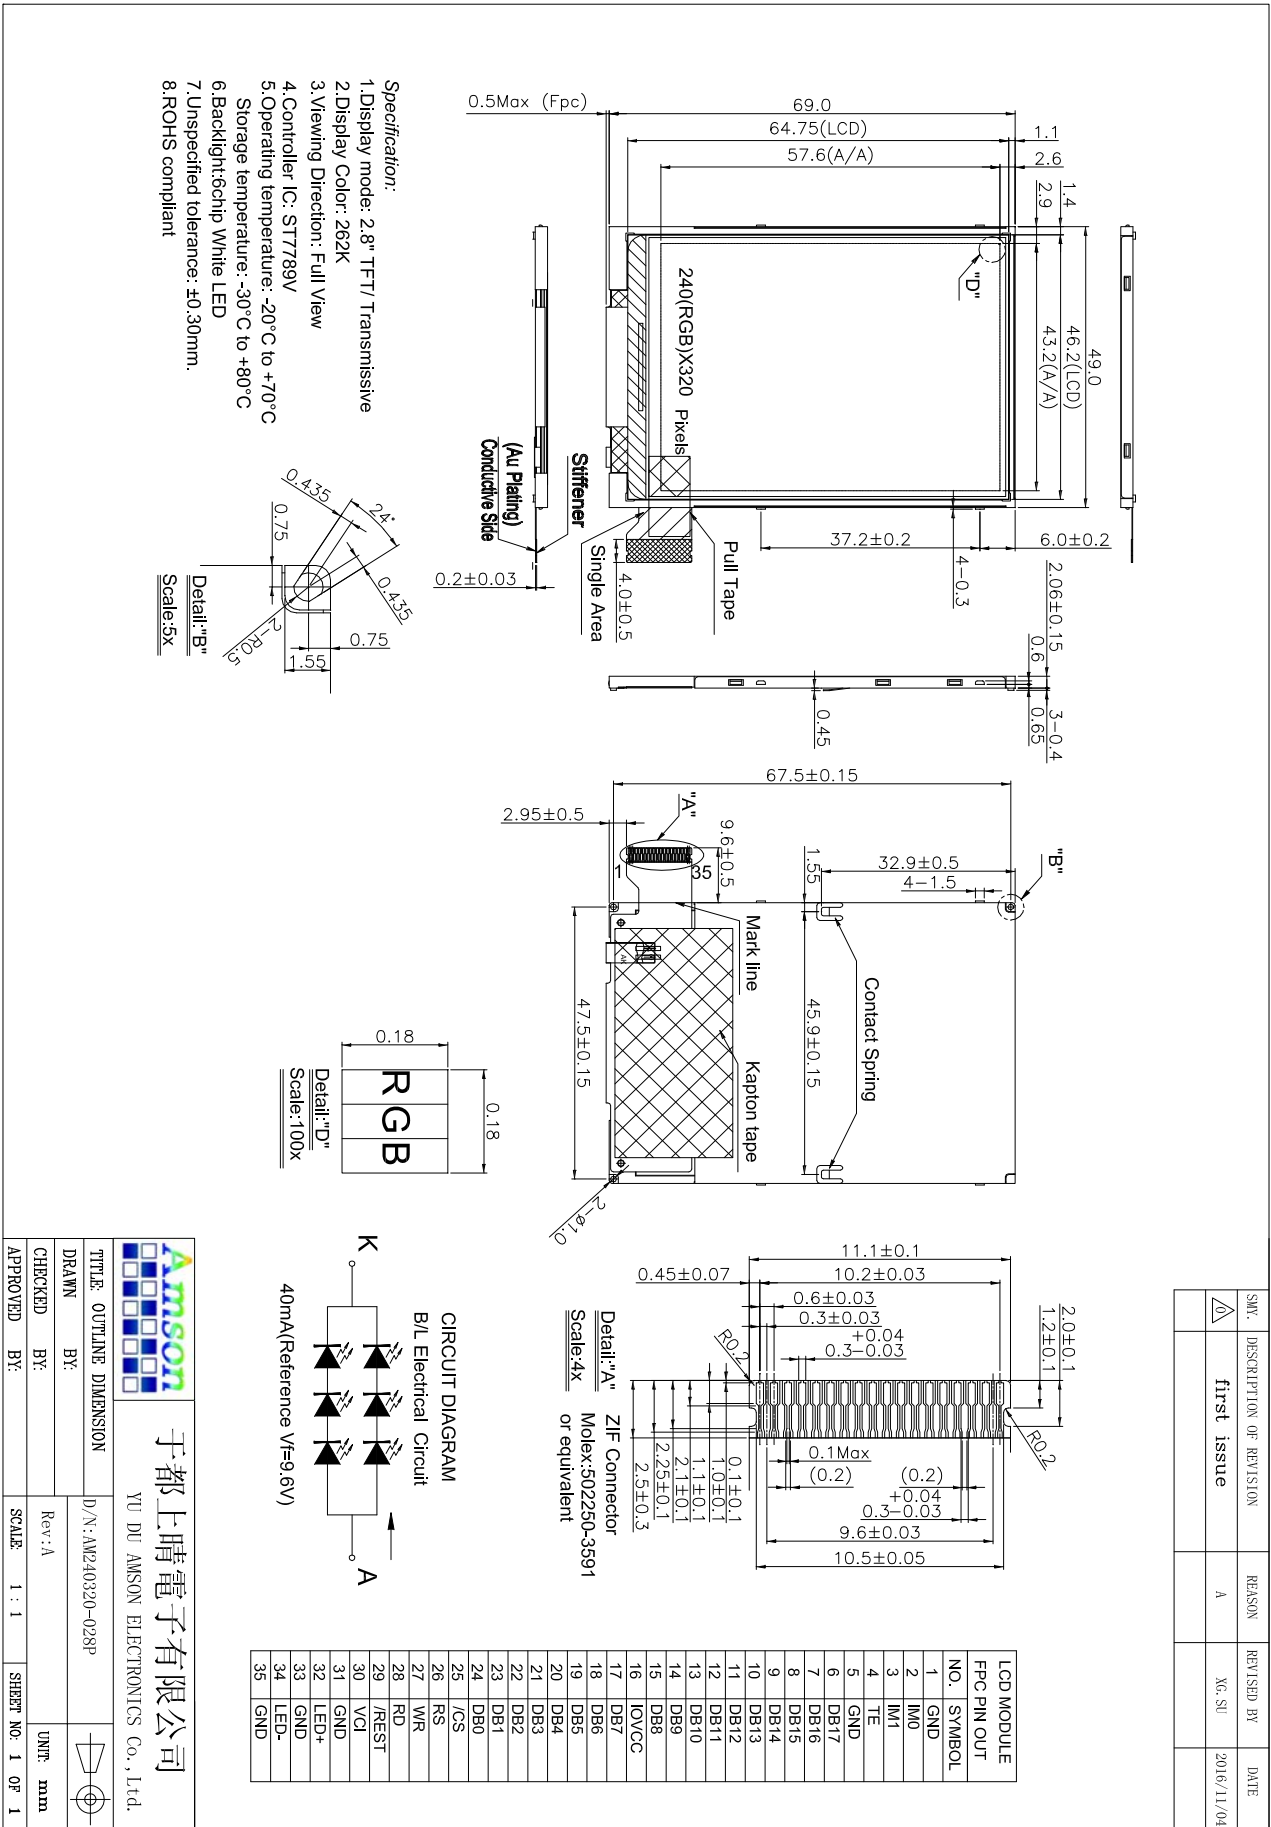 SMY. DESCRIPTION OF REVISION REASON REVISED BY DATE
0 first issue A XG.SU 2016/11/04
0.5Max (Fpc)
69.0
64.75(LCD)
57.6(A/A)
1.1
2.6
2.9
1.4
49.0
46.2(LCD)
43.2(A/A)
"D"
240(RGB)X320 Pixels
37.2±0.2
6.0±0.2
4-0.3
Pull Tape
Single Area
4.0±0.5
Stiffener
(Au Plating)
Conductive Side
0.2±0.03
2.06±0.15
0.6
3-0.4
0.65
0.45
67.5±0.15
2.95±0.5
"A"
9.6±0.5
1
35
1.55
32.9±0.5
4-1.5
"B"
Mark line
Contact Spring
45.9±0.15
Kapton tape
47.5±0.15
2-ø1.0
AK
Specification:
1.Display mode: 2.8" TFT/ Transmissive
2.Display Color: 262K
3.Viewing Direction: Full View
4.Controller IC: ST7789V
5.Operating temperature: -20°C to +70°C
Storage temperature: -30°C to +80°C
6.Backlight:6chip White LED
7.Unspecified tolerance: ±0.30mm.
8.ROHS compliant
0.435
24°
0.435
0.75
0.75
1.55
2-R0.5
Detail:"B"
Scale:5x
0.18
0.18
R G B
Detail:"D"
Scale:100x
11.1±0.1
10.2±0.03
0.45±0.07
0.6±0.03
0.3±0.03
+0.04
0.3-0.03
2.0±0.1
1.2±0.1
R0.2
R0.2
0.1Max
(0.2)
(0.2)
+0.04
0.3-0.03
9.6±0.03
10.5±0.05
0.1±0.1
1.0±0.1
1.1±0.1
2.1±0.1
2.25±0.1
2.5±0.3
Detail:"A"
Scale:4x
ZIF Connector
Molex:502250-3591
or equivalent
CIRCUIT DIAGRAM
B/L Electrical Circuit
K
A
40mA(Reference Vf=9.6V)
LCD MODULE
FPC PIN OUT
NO. SYMBOL
1 GND
2 IM0
3 IM1
4 TE
5 GND
6 DB17
7 DB16
8 DB15
9 DB14
10 DB13
11 DB12
12 DB11
13 DB10
14 DB9
15 DB8
16 IOVCC
17 DB7
18 DB6
19 DB5
20 DB4
21 DB3
22 DB2
23 DB1
24 DB0
25 /CS
26 RS
27 WR
28 RD
29 /REST
30 VCI
31 GND
32 LED+
33 GND
34 LED-
35 GND
Amson
于都上晴電子有限公司
YU DU AMSON ELECTRONICS Co., Ltd.
TITLE: OUTLINE DIMENSION
D/N:AM240320-028P
DRAWN BY:
Rev:A
CHECKED BY:
UNIT: mm
APPROVED BY:
SCALE: 1 : 1
SHEET NO: 1 OF 1